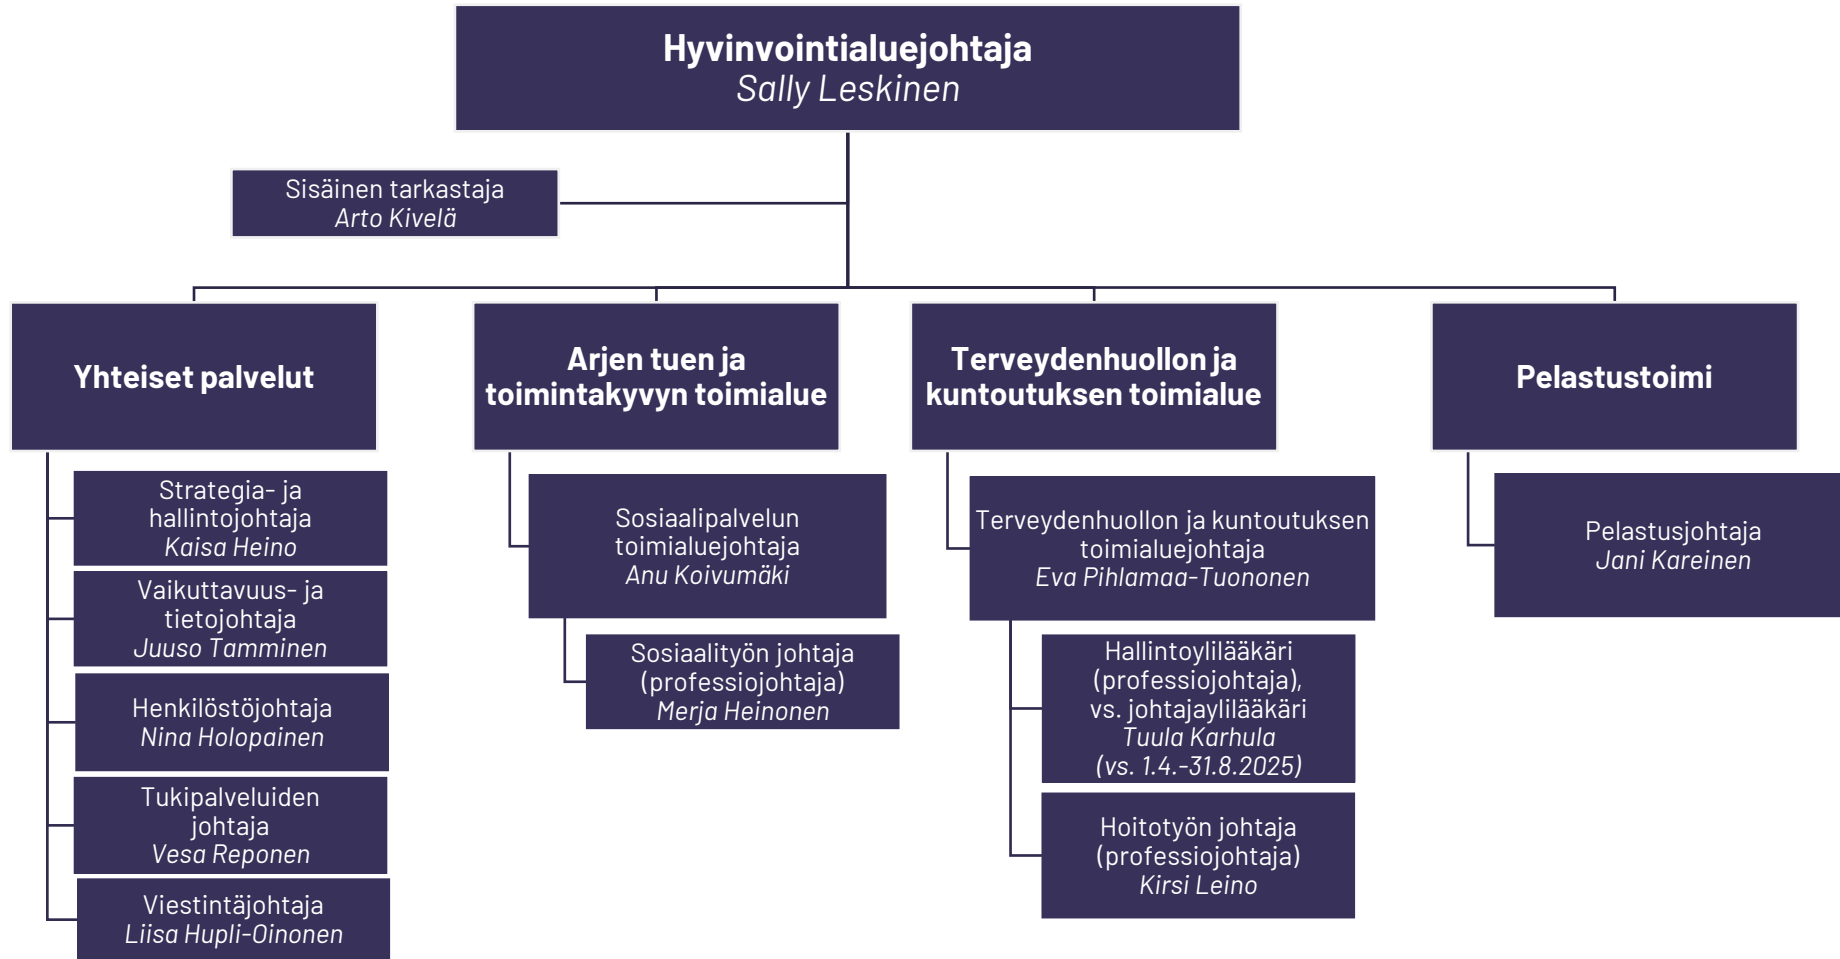 Hyvinvointialuejohtaja
Sally Leskinen
Sisäinen tarkastaja
Arto Kivelä
Yhteiset palvelut
Strategia- ja
hallintojohtaja
Kaisa Heino
Vaikuttavuus- ja
tietojohtaja
Juuso Tamminen
Henkilöstöjohtaja
Nina Holopainen
Tukipalveluiden
johtaja
Vesa Reponen
Viestintäjohtaja
Liisa Hupli-Oinonen
Arjen tuen ja
toimintakyvyn toimialue
Sosiaalipalvelun
toimialuejohtaja
Anu Koivumäki
Sosiaalityön johtaja
(professiojohtaja)
Merja Heinonen
Terveydenhuollon ja
kuntoutuksen toimialue
Terveydenhuollon ja kuntoutuksen
toimialuejohtaja
Eva Pihlamaa-Tuononen
Hallintoylilääkäri
(professiojohtaja),
vs. johtajaylilääkäri
Tuula Karhula
(vs. 1.4.-31.8.2025)
Hoitotyön johtaja
(professiojohtaja)
Kirsi Leino
Pelastustoimi
Pelastusjohtaja
Jani Kareinen